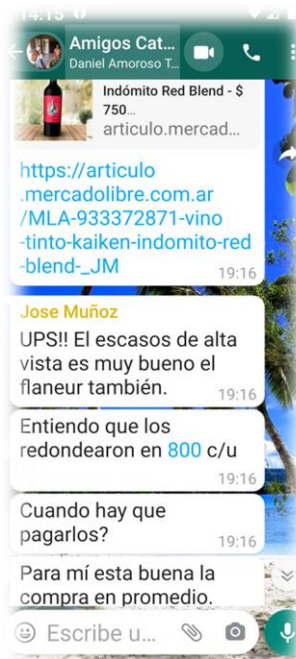 14:15
Amigos Cat...
Daniel Amoroso T...
Indómito Red Blend - $
750...
articulo.mercad...
https://articulo
.mercadolibre.com.ar
/MLA-933372871-vino
-tinto-kaiken-indomito-red
-blend-_JM
19:16
Jose Muñoz
UPS!! El escasos de alta
vista es muy bueno el
flaneur también.
19:16
Entiendo que los
redondearon en 800 c/u
19:16
Cuando hay que
pagarlos?
19:16
Para mí esta buena la
compra en promedio.
Escribe u...